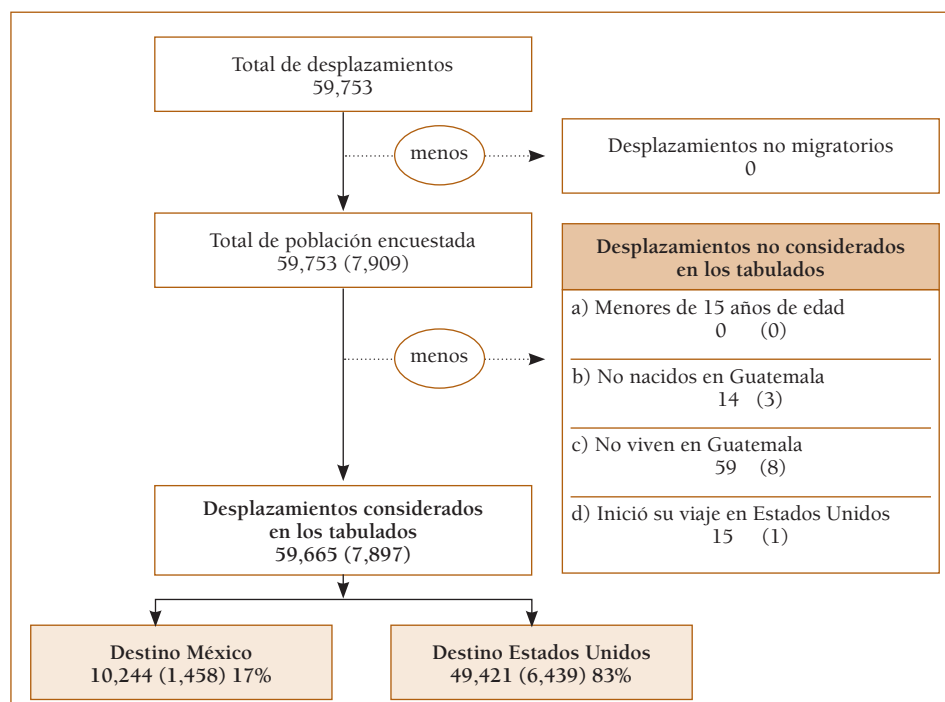 Total de desplazamientos
59,753
menos
Desplazamientos no migratorios
0
Total de población encuestada
59,753 (7,909)
menos
Desplazamientos no considerados
en los tabulados
a) Menores de 15 años de edad
0 (0)
b) No nacidos en Guatemala
14 (3)
c) No viven en Guatemala
59 (8)
d) Inició su viaje en Estados Unidos
15 (1)
Desplazamientos considerados
en los tabulados
59,665 (7,897)
Destino México
10,244 (1,458) 17%
Destino Estados Unidos
49,421 (6,439) 83%